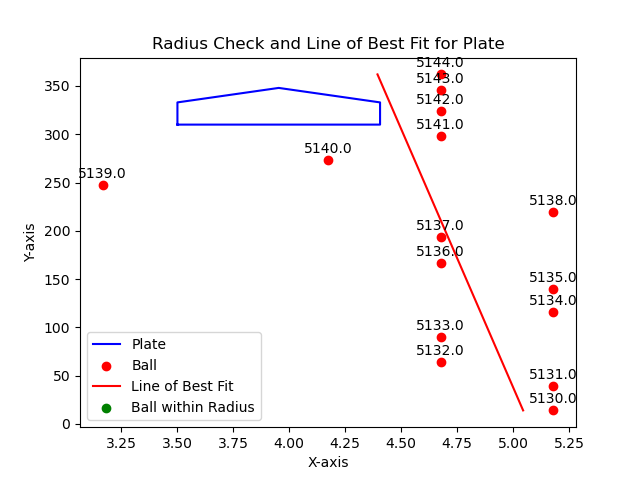 Radius Check and Line of Best Fit for Plate
5144.0
5143.0
5142.0
5141.0
5140.0
5139.0
5138.0
5137.0
5136.0
5135.0
5134.0
5133.0
5132.0
5131.0
5130.0
350
300
250
200
150
100
50
0
Y-axis
Plate
Ball
Line of Best Fit
Ball within Radius
3.25 3.50 3.75 4.00 4.25 4.50 4.75 5.00 5.25
X-axis